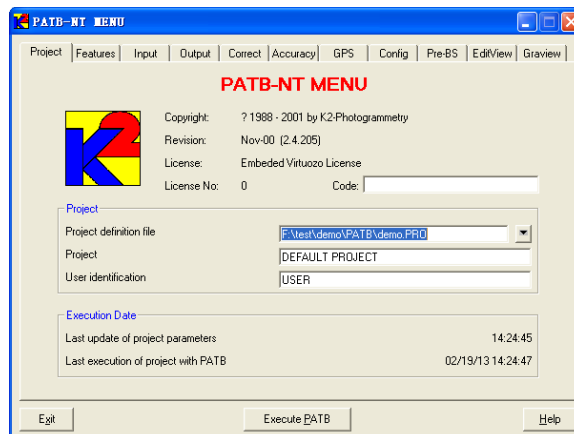 PATB-NT MENU
Project Features Input Output Correct Accuracy GPS Config Pre-BS EditView Graview
PATB-NT MENU
K2
Copyright: ? 1988 - 2001 by K2-Photogrammetry
Revision: Nov-00 (2.4.205)
License: Embeded Virtuozo License
License No: 0 Code:
Project
Project definition file F:\test\demo\PATB\demo.PRO
Project DEFAULT PROJECT
User identification USER
Execution Date
Last update of project parameters 14:24:45
Last execution of project with PATB 02/19/13 14:24:47
Exit Execute PATB Help